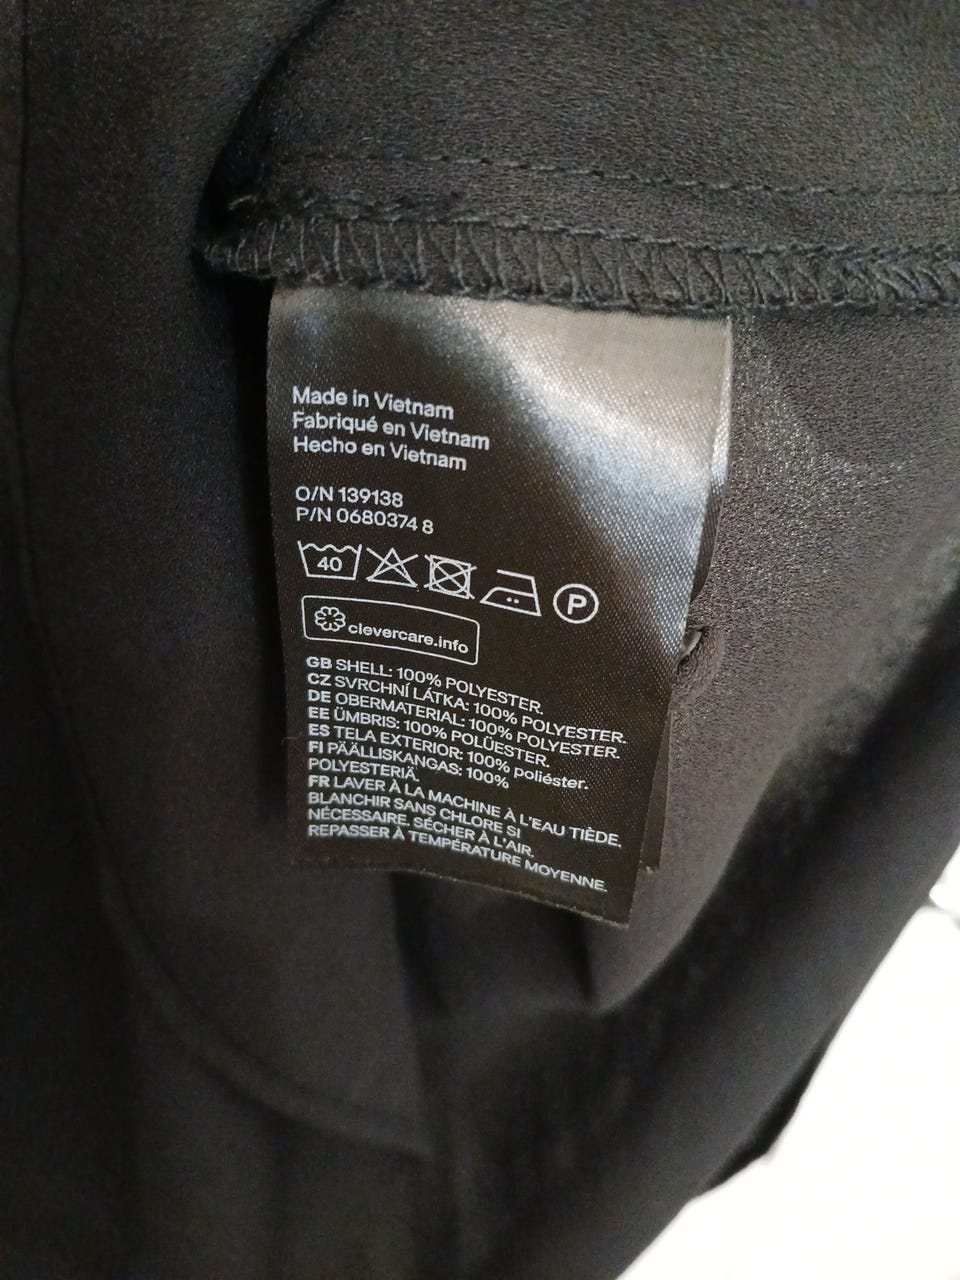 Made in Vietnam
Fabriqué en Vietnam
Hecho en Vietnam
O/N 139138
P/N 0680374 8
40
P
clevercare.info
GB SHELL: 100% POLYESTER.
CZ SVRCHNÍ LÁTKA: 100% POLYESTER.
DE OBERMATERIAL: 100% POLYESTER.
EE ÜMBRIS: 100% POLÜESTER.
ES TELA EXTERIOR: 100% poliéster.
FI PÄÄLLISKANGAS: 100%
POLYESTERIÄ.
FR LAVER À LA MACHINE À L'EAU TIÈDE.
BLANCHIR SANS CHLORE SI
NÉCESSAIRE. SÉCHER À L'AIR.
REPASSER À TEMPÉRATURE MOYENNE.